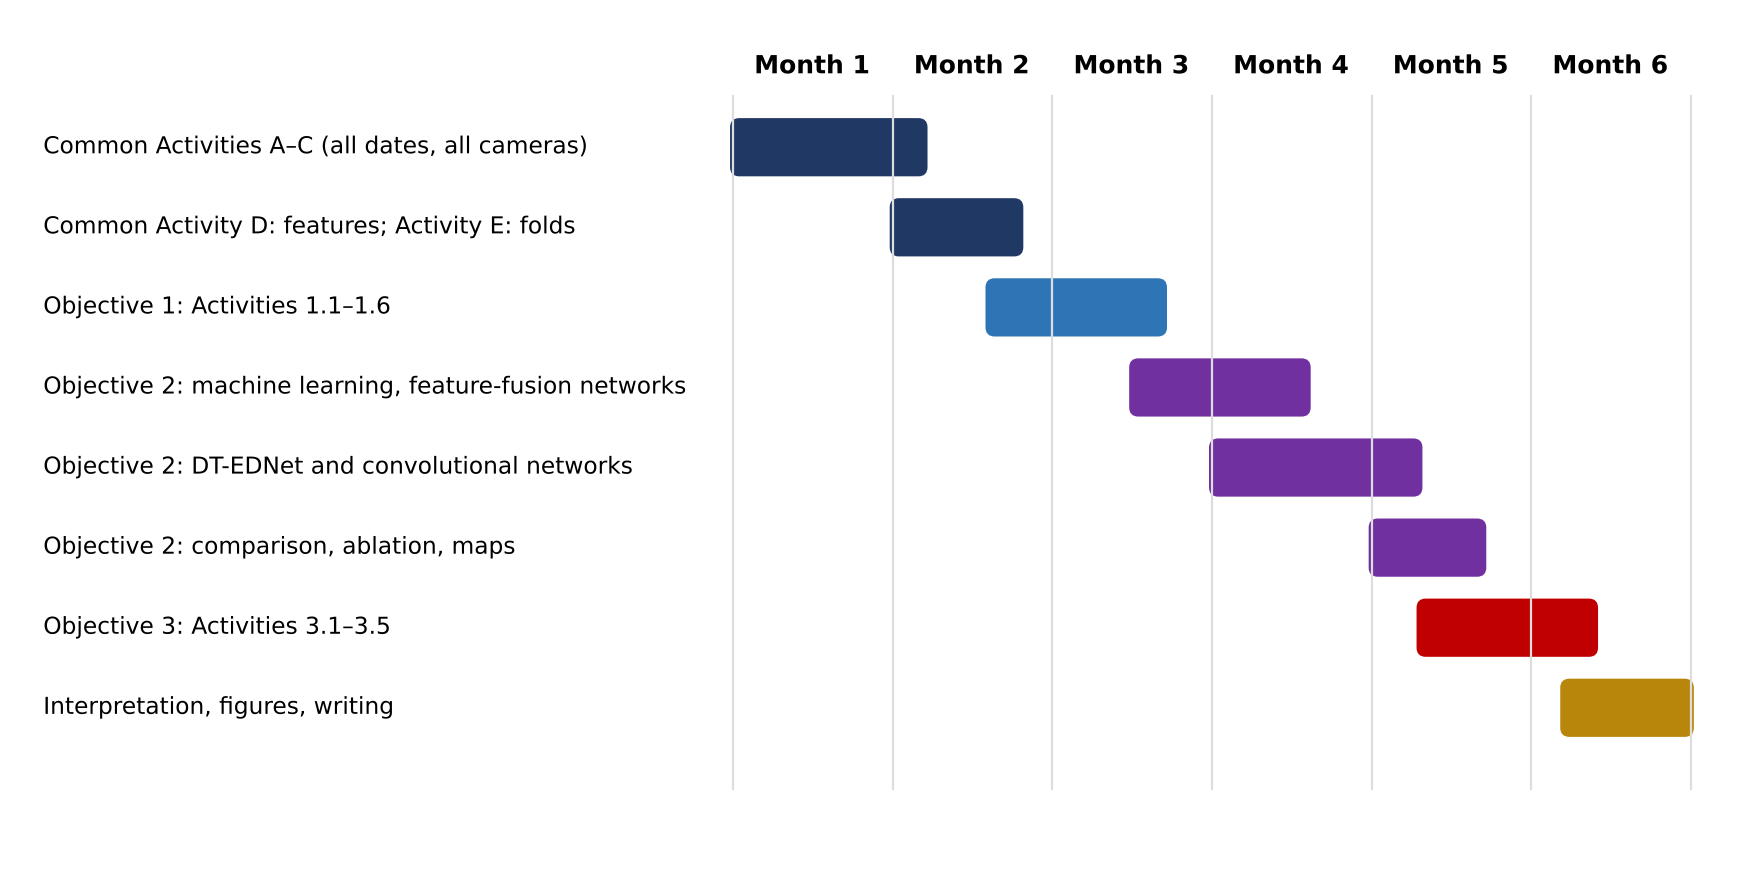 Month 1 Month 2 Month 3 Month 4 Month 5 Month 6
Common Activities A–C (all dates, all cameras)
Common Activity D: features; Activity E: folds
Objective 1: Activities 1.1–1.6
Objective 2: machine learning, feature-fusion networks
Objective 2: DT-EDNet and convolutional networks
Objective 2: comparison, ablation, maps
Objective 3: Activities 3.1–3.5
Interpretation, figures, writing